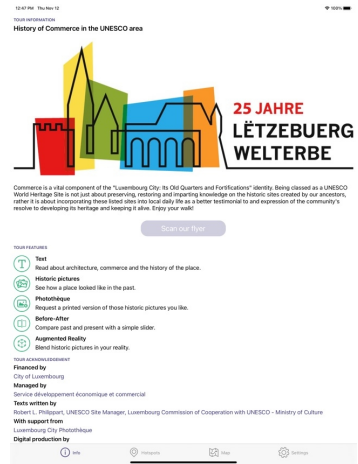 12:47 PM Thu Nov 12
100%
TOUR INFORMATION
History of Commerce in the UNESCO area
25 JAHRE
LËTZEBUERG
WELTERBE
Commerce is a vital component of the "Luxembourg City: Its Old Quarters and Fortifications" identity. Being classed as a UNESCO
World Heritage Site is not just about preserving, restoring and imparting knowledge on the historic sites created by our ancestors,
rather it is about incorporating these listed sites into local daily life as a better testimonial to and expression of the community's
resolve to developing its heritage and keeping it alive. Enjoy your walk!
Scan our flyer
TOUR FEATURES
Text
Read about architecture, commerce and the history of the place.
Historic pictures
See how a place looked like in the past.
Photothèque
Request a printed version of those historic pictures you like.
Before-After
Compare past and present with a simple slider.
Augmented Reality
Blend historic pictures in your reality.
TOUR ACKNOWLEDGEMENT
Financed by
City of Luxembourg
Managed by
Service développement économique et commercial
Texts written by
Robert L. Philippart, UNESCO Site Manager, Luxembourg Commission of Cooperation with UNESCO - Ministry of Culture
With support from
Luxembourg City Photothèque
Digital production by
Info
Hotspots
Map
Settings